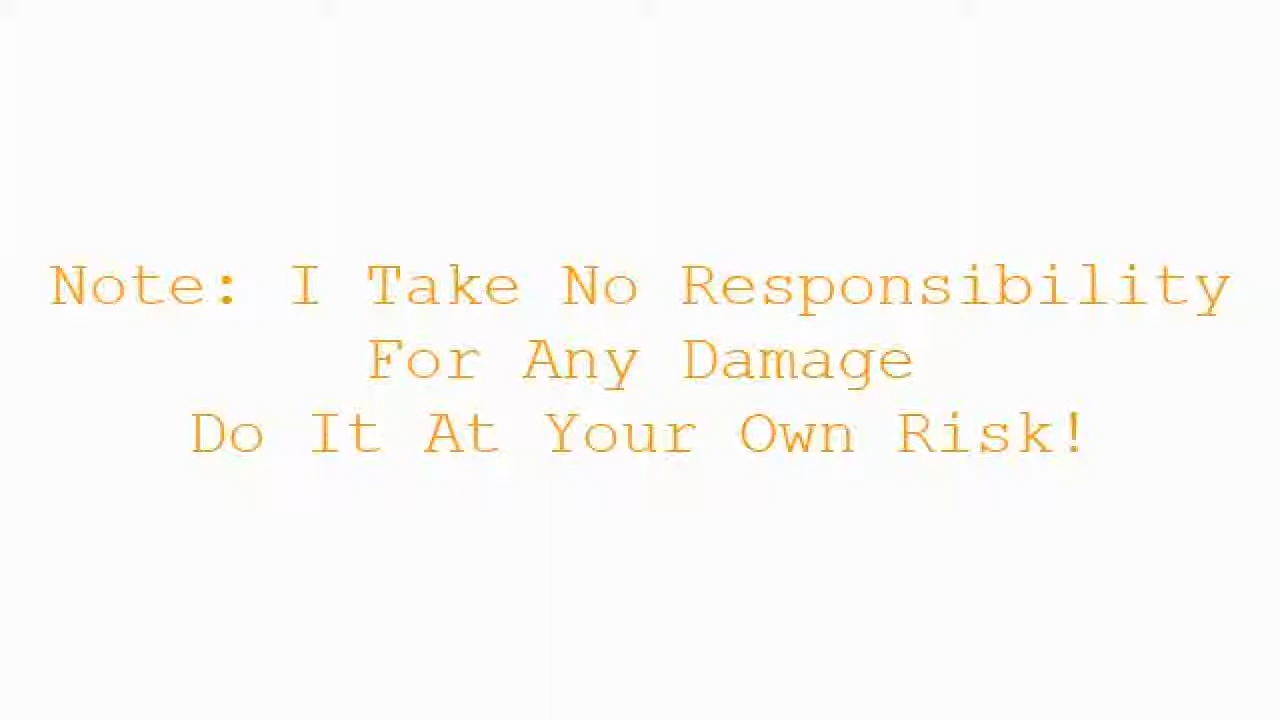 Note: I Take No Responsibility
For Any Damage
Do It At Your Own Risk!